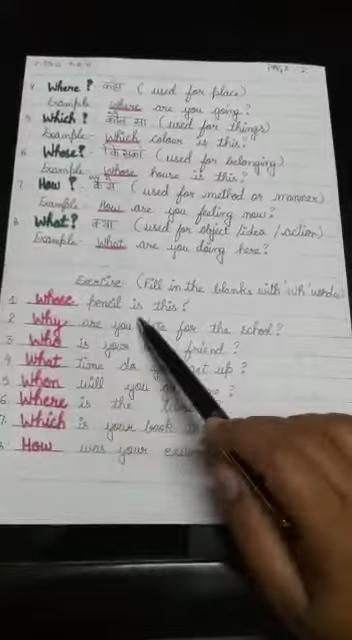 PAGE - 2
4. Where? कहाँ (used for place)
Example - Where are you going?
5. Which? कौन सा (used for things)
Example - Which colour is this?
6. Whose? किसका (used for belonging)
Example - Whose house is this?
7. How? कैसे (used for method or manner)
Example - How are you feeling now?
8. What? क्या (used for object/idea/action)
Example - What are you doing here?
Exercise (Fill in the blanks with 'Wh' words)
1 Whose pencil is this?
2 Why are you for the school?
3 Who is your friend?
4 What time do get up?
5 When will you ?
6 Where is the
7 Which is your book
8 How was your